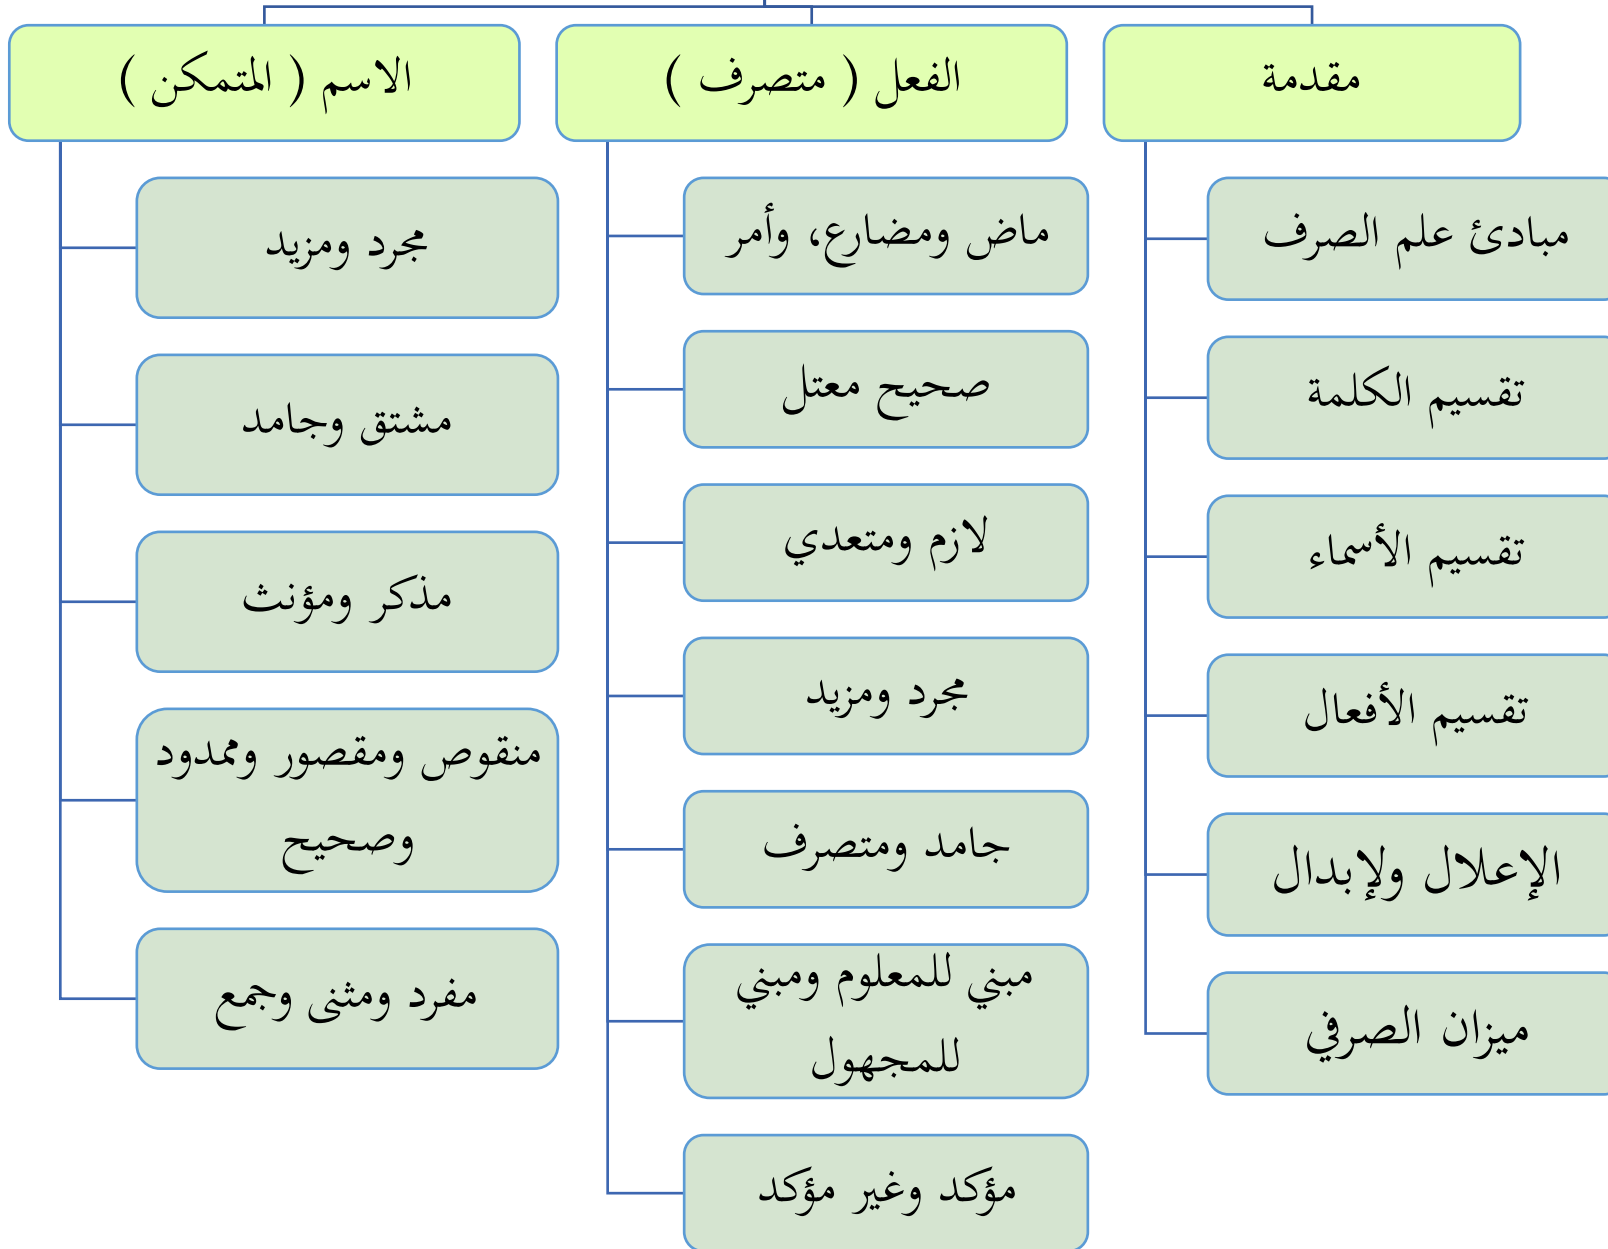 مقدمة
مبادئ علم الصرف
تقسيم الكلمة
تقسيم الأسماء
تقسيم الأفعال
الإعلال ولإبدال
ميزان الصرفي
الفعل ( متصرف )
ماض ومضارع، وأمر
صحيح معتل
لازم ومتعدي
مجرد ومزيد
جامد ومتصرف
مبني للمعلوم ومبني
للمجهول
مؤكد وغير مؤكد
الاسم ( المتمكن )
مجرد ومزيد
مشتق وجامد
مذكر ومؤنث
منقوص ومقصور وممدود
وصحيح
مفرد ومثنى وجمع